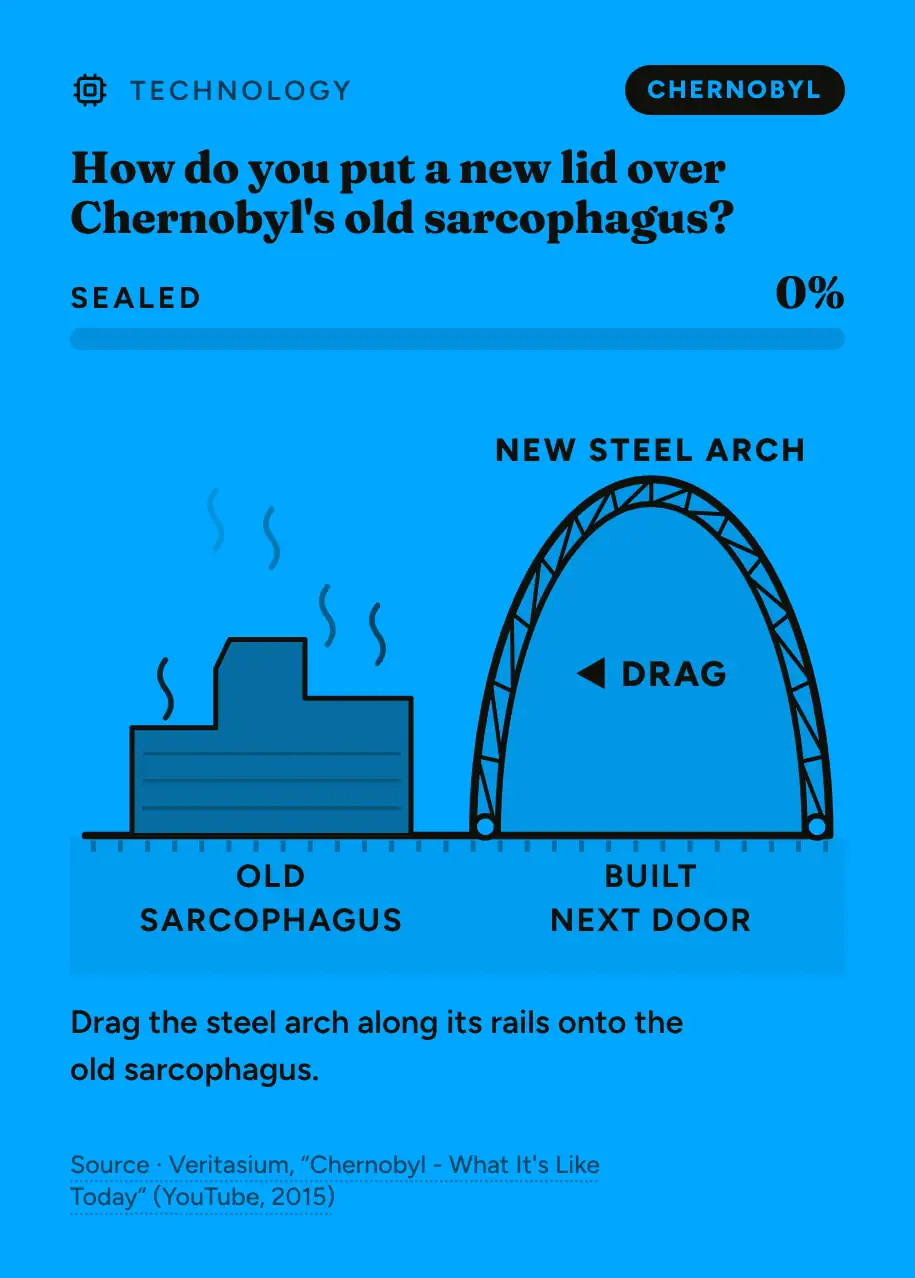 TECHNOLOGY
CHERNOBYL
How do you put a new lid over
Chernobyl's old sarcophagus?
SEALED
0%
NEW STEEL ARCH
◀ DRAG
OLD
SARCOPHAGUS
BUILT
NEXT DOOR
Drag the steel arch along its rails onto the
old sarcophagus.
Source · Veritasium, “Chernobyl - What It's Like
Today” (YouTube, 2015)